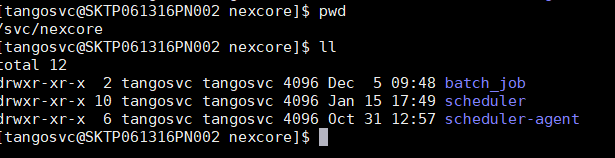 [tangosvc@SKTP061316PN002 nexcore]$ pwd
/svc/nexcore
[tangosvc@SKTP061316PN002 nexcore]$ ll
total 12
drwxr-xr-x  2 tangosvc tangosvc 4096 Dec  5 09:48 batch_job
drwxr-xr-x 10 tangosvc tangosvc 4096 Jan 15 17:49 scheduler
drwxr-xr-x  6 tangosvc tangosvc 4096 Oct 31 12:57 scheduler-agent
[tangosvc@SKTP061316PN002 nexcore]$